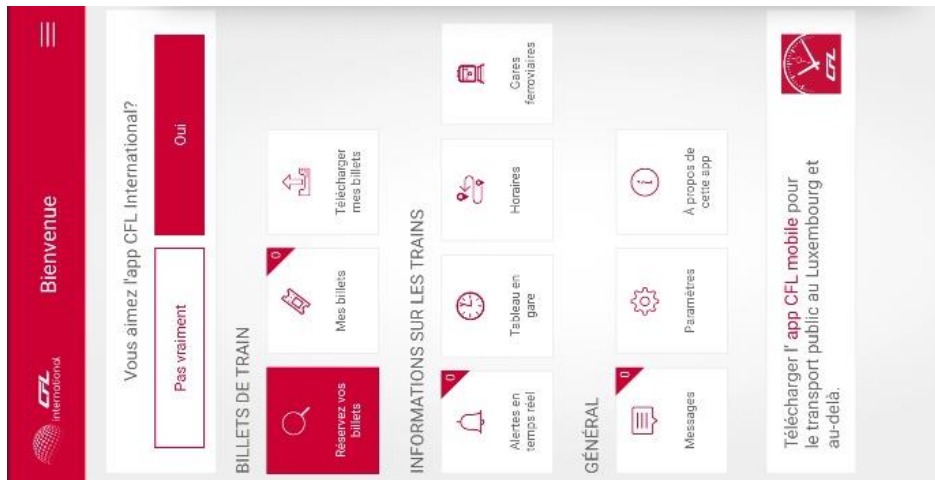 CFL
international
Bienvenue
Vous aimez l'app CFL International?
Pas vraiment
Oui
BILLETS DE TRAIN
Réservez vos
billets
0
Mes billets
Télécharger
mes billets
INFORMATIONS SUR LES TRAINS
0
Alertes en
temps réel
Tableau en
gare
Horaires
Gares
ferroviaires
GÉNÉRAL
0
Messages
Paramètres
À propos de
cette app
Télécharger l' app CFL mobile pour
le transport public au Luxembourg et
au-delà.
CFL